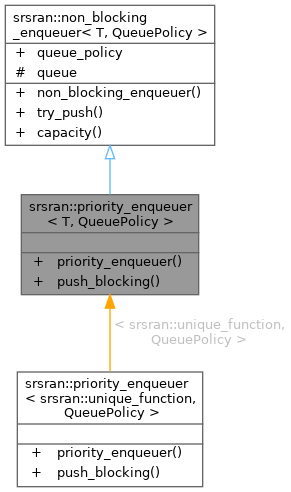 srsran::non_blocking
_enqueuer< T, QueuePolicy >
+ queue_policy
# queue
+ non_blocking_enqueuer()
+ try_push()
+ capacity()
srsran::priority_enqueuer
< T, QueuePolicy >
+ priority_enqueuer()
+ push_blocking()
< srsran::unique_function,
QueuePolicy >
srsran::priority_enqueuer
< srsran::unique_function,
QueuePolicy >
+ priority_enqueuer()
+ push_blocking()